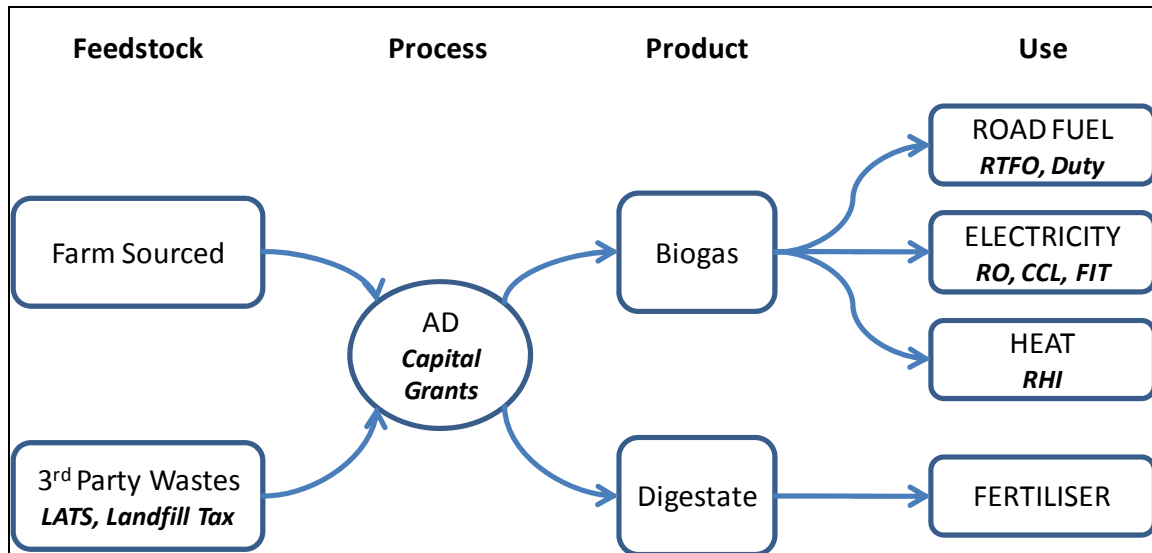 Feedstock Process Product Use
ROAD FUEL
RTFO, Duty
Farm Sourced
Biogas
ELECTRICITY
RO, CCL, FIT
AD
Capital
Grants
HEAT
RHI
3rd Party Wastes
LATS, Landfill Tax
Digestate
FERTILISER